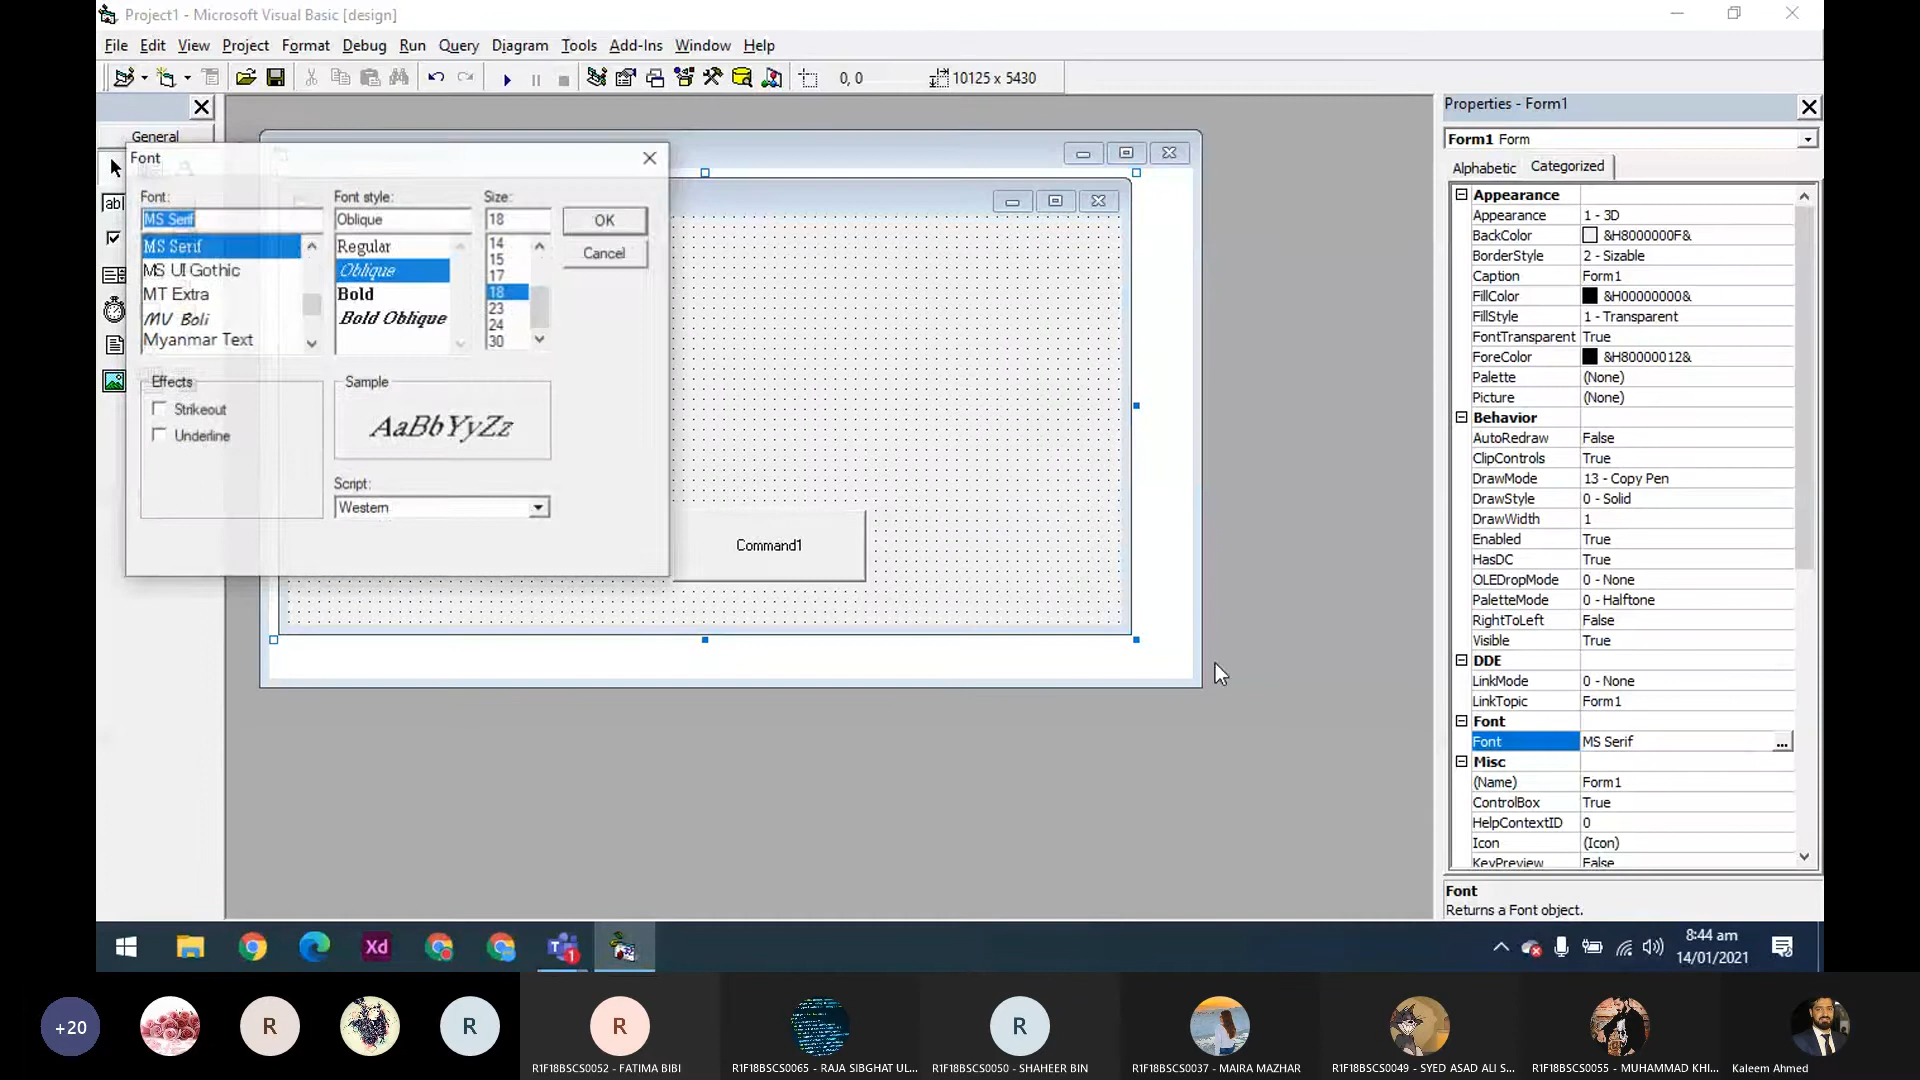 Project1 - Microsoft Visual Basic [design]
File Edit View Project Format Debug Run Query Diagram Tools Add-Ins Window Help
0, 0 10125 x 5430
General
Properties - Form1
Form1 Form
Alphabetic Categorized
Font
Font: Font style: Size:
MS Serif Oblique 18 OK
MS Serif Regular 14
Cancel
15
MS UI Gothic Oblique 17
MT Extra Bold 18
MV Boli Bold Oblique 23
24
Myanmar Text 30
Effects Sample
Strikeout
Underline
AaBbYyZz
Script:
Western
Command1
ab|
Appearance
Appearance 1 - 3D
BackColor &H8000000F&
BorderStyle 2 - Sizable
Caption Form1
FillColor &H00000000&
FillStyle 1 - Transparent
FontTransparent True
ForeColor &H80000012&
Palette (None)
Picture (None)
Behavior
AutoRedraw False
ClipControls True
DrawMode 13 - Copy Pen
DrawStyle 0 - Solid
DrawWidth 1
Enabled True
HasDC True
OLEDropMode 0 - None
PaletteMode 0 - Halftone
RightToLeft False
Visible True
DDE
LinkMode 0 - None
LinkTopic Form1
Font
Font MS Serif ...
Misc
(Name) Form1
ControlBox True
HelpContextID 0
Icon (Icon)
KeyPreview False
Font
Returns a Font object.
Xd
T 1
8:44 am
14/01/2021
+20 R R R R
R1F18BSCS0052 - FATIMA BIBI R1F18BSCS0065 - RAJA SIBGHAT UL... R1F18BSCS0050 - SHAHEER BIN R1F18BSCS0037 - MAIRA MAZHAR R1F18BSCS0049 - SYED ASAD ALI S... R1F18BSCS0055 - MUHAMMAD KHI... Kaleem Ahmed